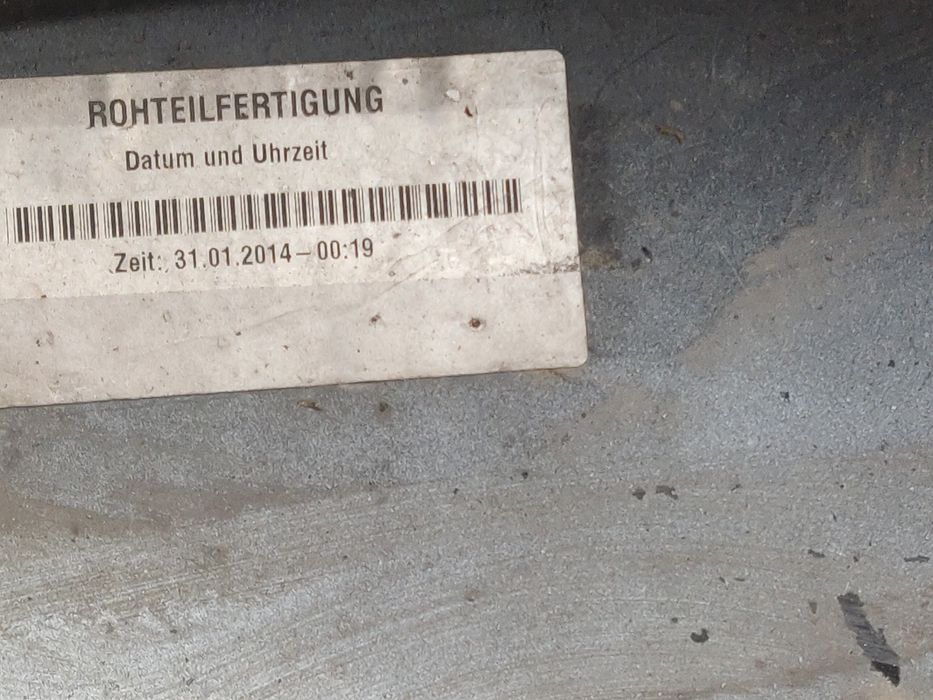 ROHTEILFERTIGUNG
Datum und Uhrzeit
Zeit: 31.01.2014 – 00:19